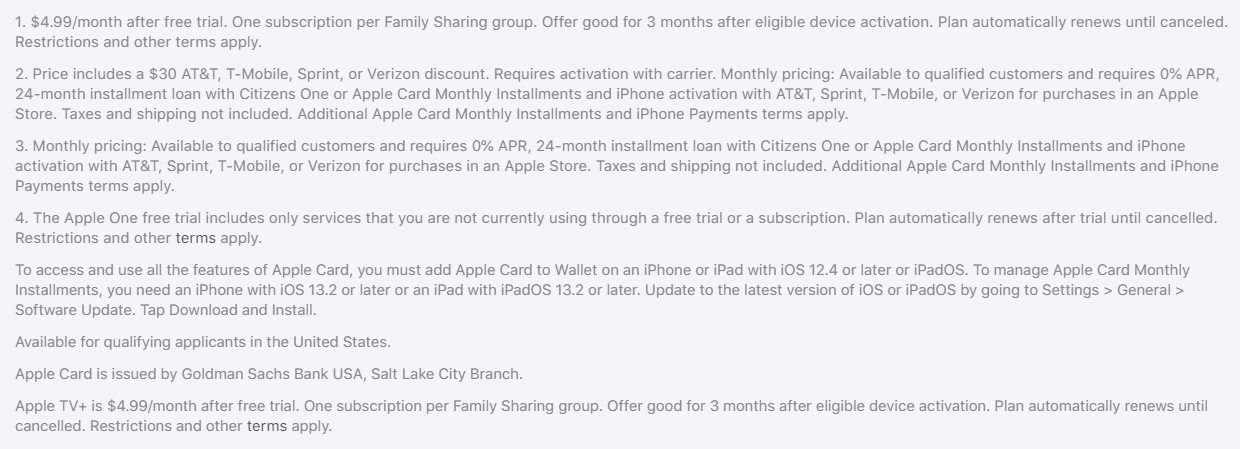 1. $4.99/month after free trial. One subscription per Family Sharing group. Offer good for 3 months after eligible device activation. Plan automatically renews until canceled.
Restrictions and other terms apply.
2. Price includes a $30 AT&T, T-Mobile, Sprint, or Verizon discount. Requires activation with carrier. Monthly pricing: Available to qualified customers and requires 0% APR,
24-month installment loan with Citizens One or Apple Card Monthly Installments and iPhone activation with AT&T, Sprint, T-Mobile, or Verizon for purchases in an Apple
Store. Taxes and shipping not included. Additional Apple Card Monthly Installments and iPhone Payments terms apply.
3. Monthly pricing: Available to qualified customers and requires 0% APR, 24-month installment loan with Citizens One or Apple Card Monthly Installments and iPhone
activation with AT&T, Sprint, T-Mobile, or Verizon for purchases in an Apple Store. Taxes and shipping not included. Additional Apple Card Monthly Installments and iPhone
Payments terms apply.
4. The Apple One free trial includes only services that you are not currently using through a free trial or a subscription. Plan automatically renews after trial until cancelled.
Restrictions and other terms apply.
To access and use all the features of Apple Card, you must add Apple Card to Wallet on an iPhone or iPad with iOS 12.4 or later or iPadOS. To manage Apple Card Monthly
Installments, you need an iPhone with iOS 13.2 or later or an iPad with iPadOS 13.2 or later. Update to the latest version of iOS or iPadOS by going to Settings > General >
Software Update. Tap Download and Install.
Available for qualifying applicants in the United States.
Apple Card is issued by Goldman Sachs Bank USA, Salt Lake City Branch.
Apple TV+ is $4.99/month after free trial. One subscription per Family Sharing group. Offer good for 3 months after eligible device activation. Plan automatically renews until
cancelled. Restrictions and other terms apply.